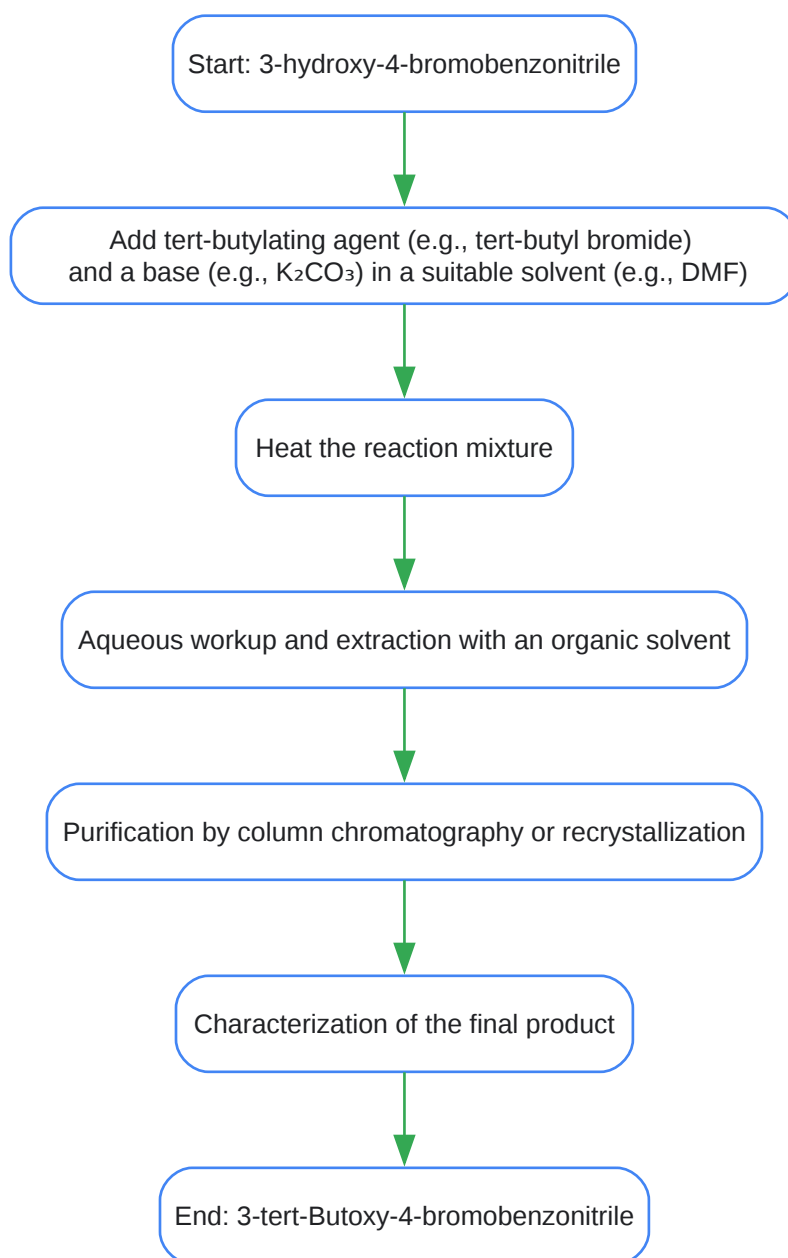 Start: 3-hydroxy-4-bromobenzonitrile
Add tert-butylating agent (e.g., tert-butyl bromide)
and a base (e.g., K₂CO₃) in a suitable solvent (e.g., DMF)
Heat the reaction mixture
Aqueous workup and extraction with an organic solvent
Purification by column chromatography or recrystallization
Characterization of the final product
End: 3-tert-Butoxy-4-bromobenzonitrile